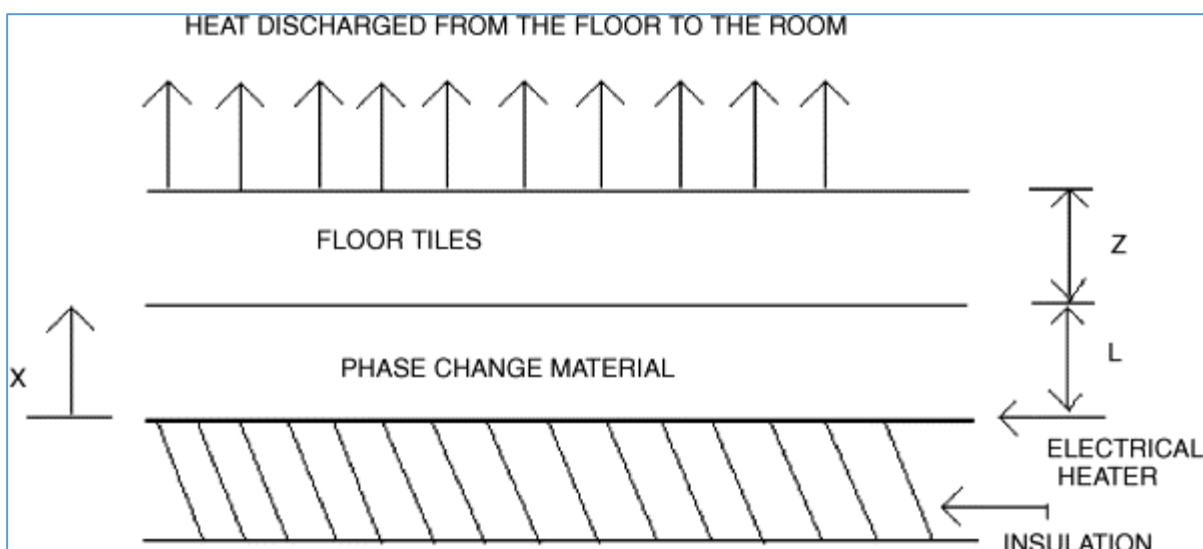 HEAT DISCHARGED FROM THE FLOOR TO THE ROOM
FLOOR TILES
Z
X
PHASE CHANGE MATERIAL
L
ELECTRICAL
HEATER
INSULATION